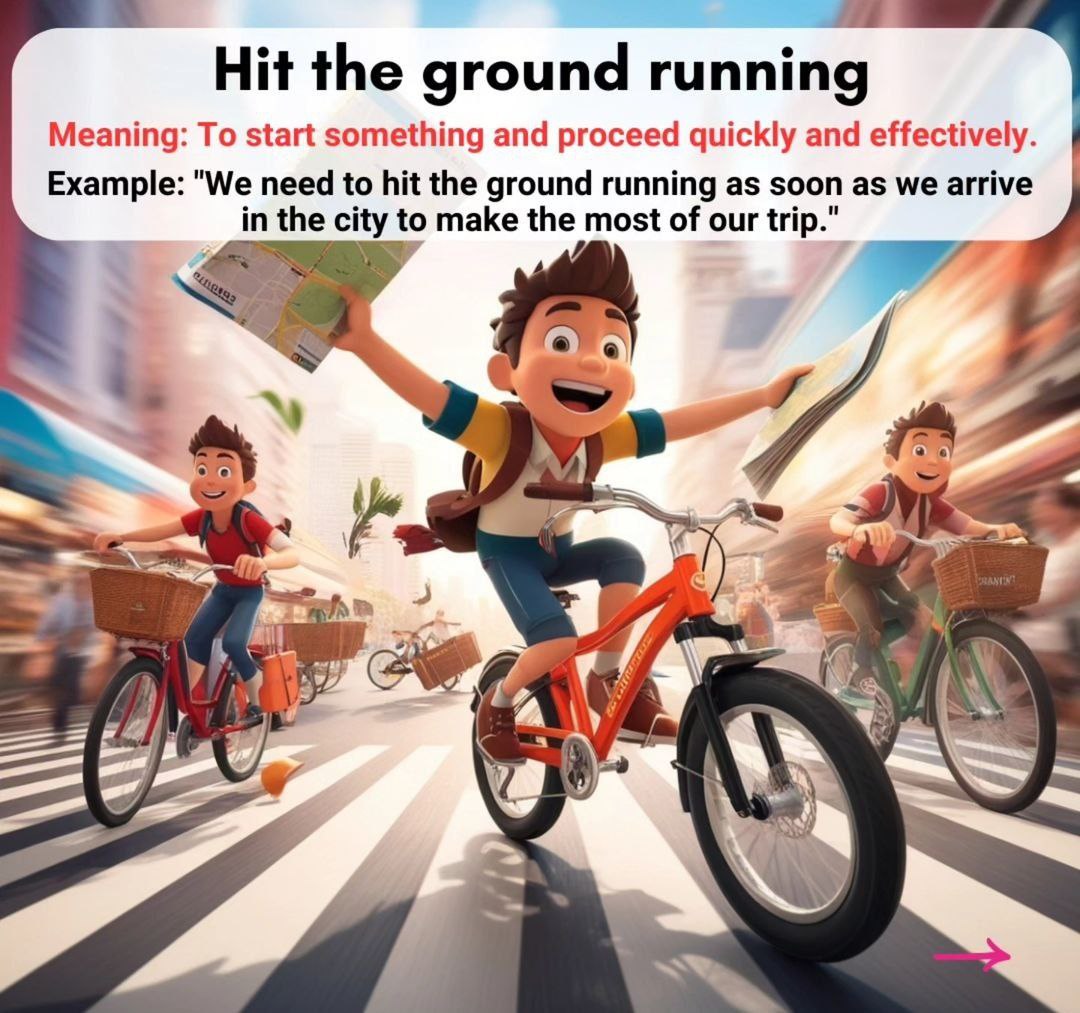 Hit the ground running
Meaning: To start something and proceed quickly and effectively.
Example: "We need to hit the ground running as soon as we arrive
in the city to make the most of our trip."